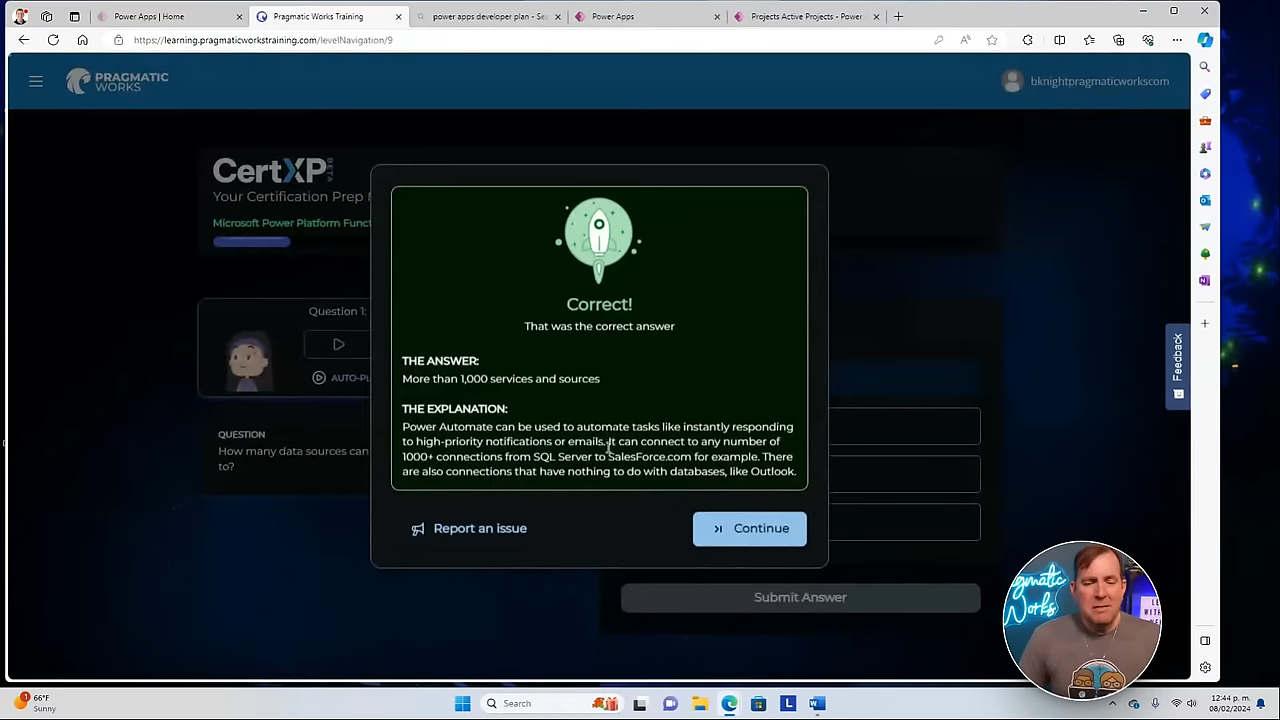 Power Apps | Home
Pragmatic Works Training
power apps developer plan - Se
Power Apps
Projects Active Projects - Power
https://learning.pragmaticworkstraining.com/levelNavigation/9
PRAGMATIC
WORKS
bknightpragmaticworkscom
CertXP
BETA
Your Certification Prep
Microsoft Power Platform Funct
Question 1:
AUTO-PL
QUESTION
How many data sources can
to?
Correct!
That was the correct answer
THE ANSWER:
More than 1,000 services and sources
THE EXPLANATION:
Power Automate can be used to automate tasks like instantly responding
to high-priority notifications or emails. It can connect to any number of
1000+ connections from SQL Server to SalesForce.com for example. There
are also connections that have nothing to do with databases, like Outlook.
Report an issue
Continue
Submit Answer
Feedback
Works
66°F
Sunny
Search
12:44 p. m.
08/02/2024